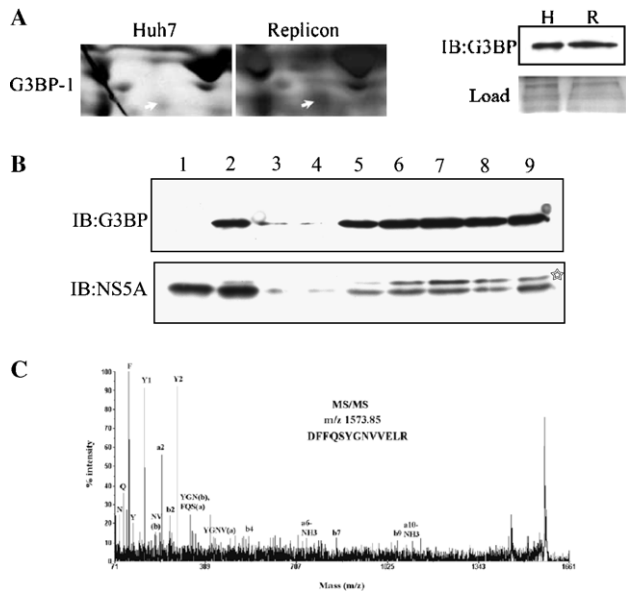 A
Huh7 Replicon
G3BP-1
H R
IB:G3BP
Load
B
1 2 3 4 5 6 7 8 9
IB:G3BP
IB:NS5A
C
F
Y1 Y2
MS/MS
m/z 1573.85
DFFQSYGNVVELR
a2
Q
N
Y
NV
(b)
b2
YGN(b),
FQS(a)
YGNV(a)
b4
a6-
NH3
b7
b9
a10-
NH3
% intensity
100
90
80
70
60
50
40
30
20
10
0
71 389 707 1025 1343 1661
Mass (m/z)